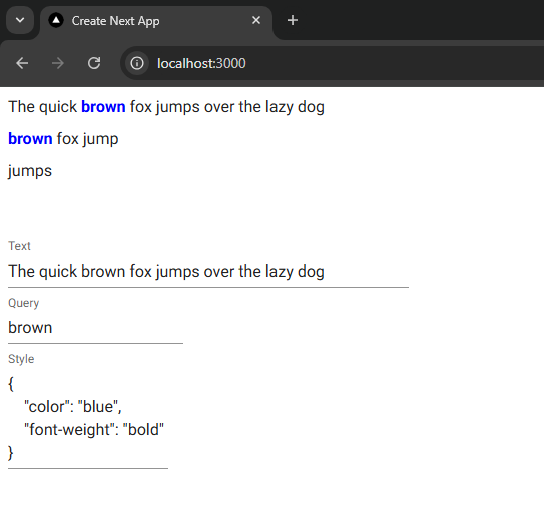 Create Next App
localhost:3000
The quick brown fox jumps over the lazy dog
brown fox jump
jumps
Text
The quick brown fox jumps over the lazy dog
Query
brown
Style
{
    "color": "blue",
    "font-weight": "bold"
}